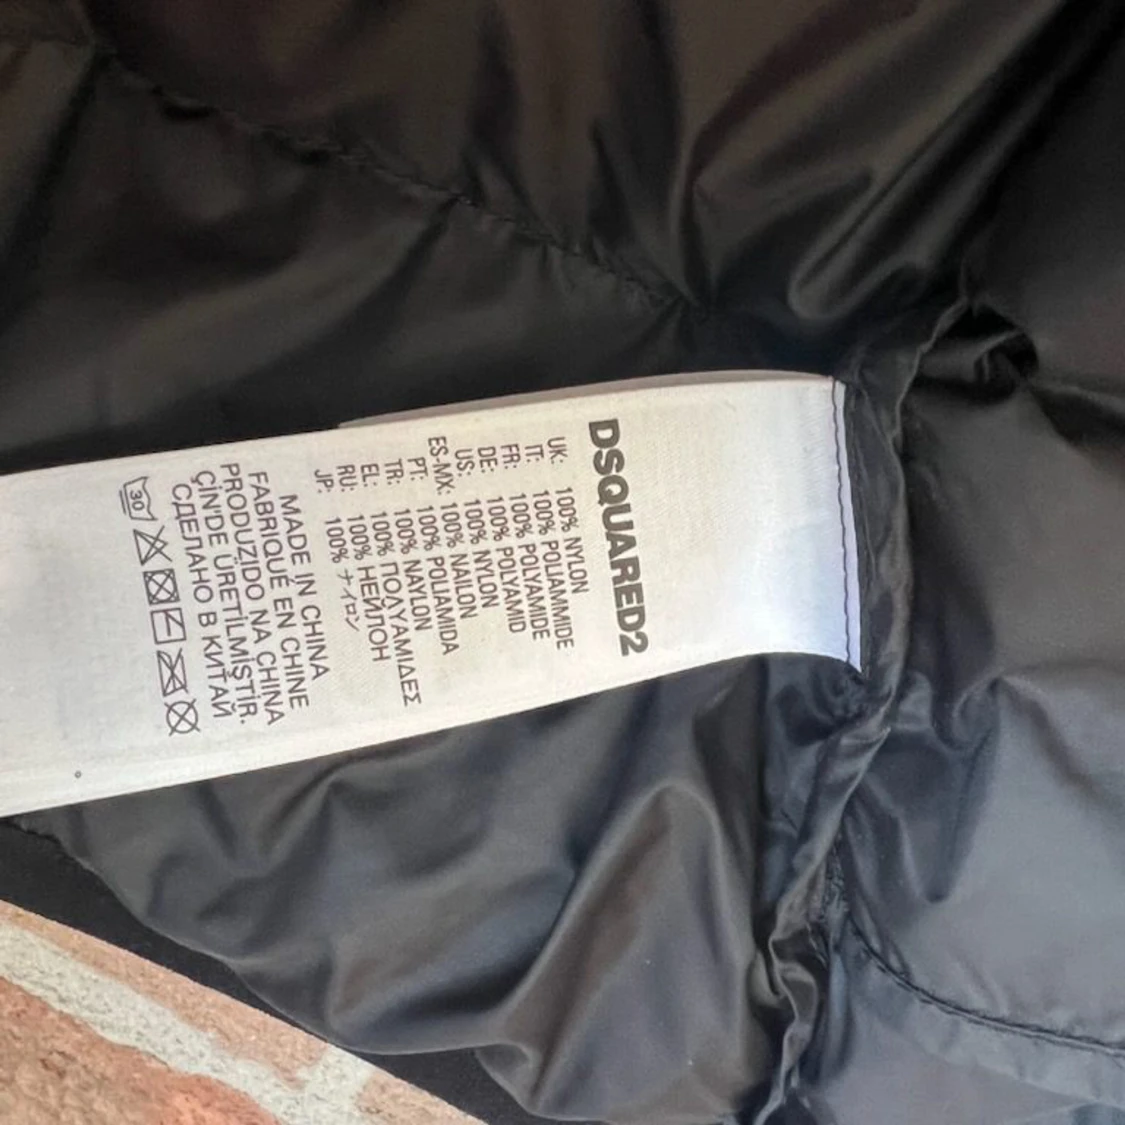 DSQUARED2
UK: 100% NYLON
IT: 100% POLIAMMIDE
FR: 100% POLYAMIDE
DE: 100% POLYAMID
US: 100% NYLON
ES-MX: 100% NAILON
PT: 100% POLIAMIDA
TR: 100% NAYLON
EL: 100% ΠΟΛΥΑΜΙΔΕΣ
RU: 100% НЕЙЛОН
JP: 100% ナイロン
MADE IN CHINA
FABRIQUÉ EN CHINE
PRODUZIDO NA CHINA
ÇİN'DE ÜRETİLMİŞTİR.
СДЕЛАНО В КИТАЙ
30